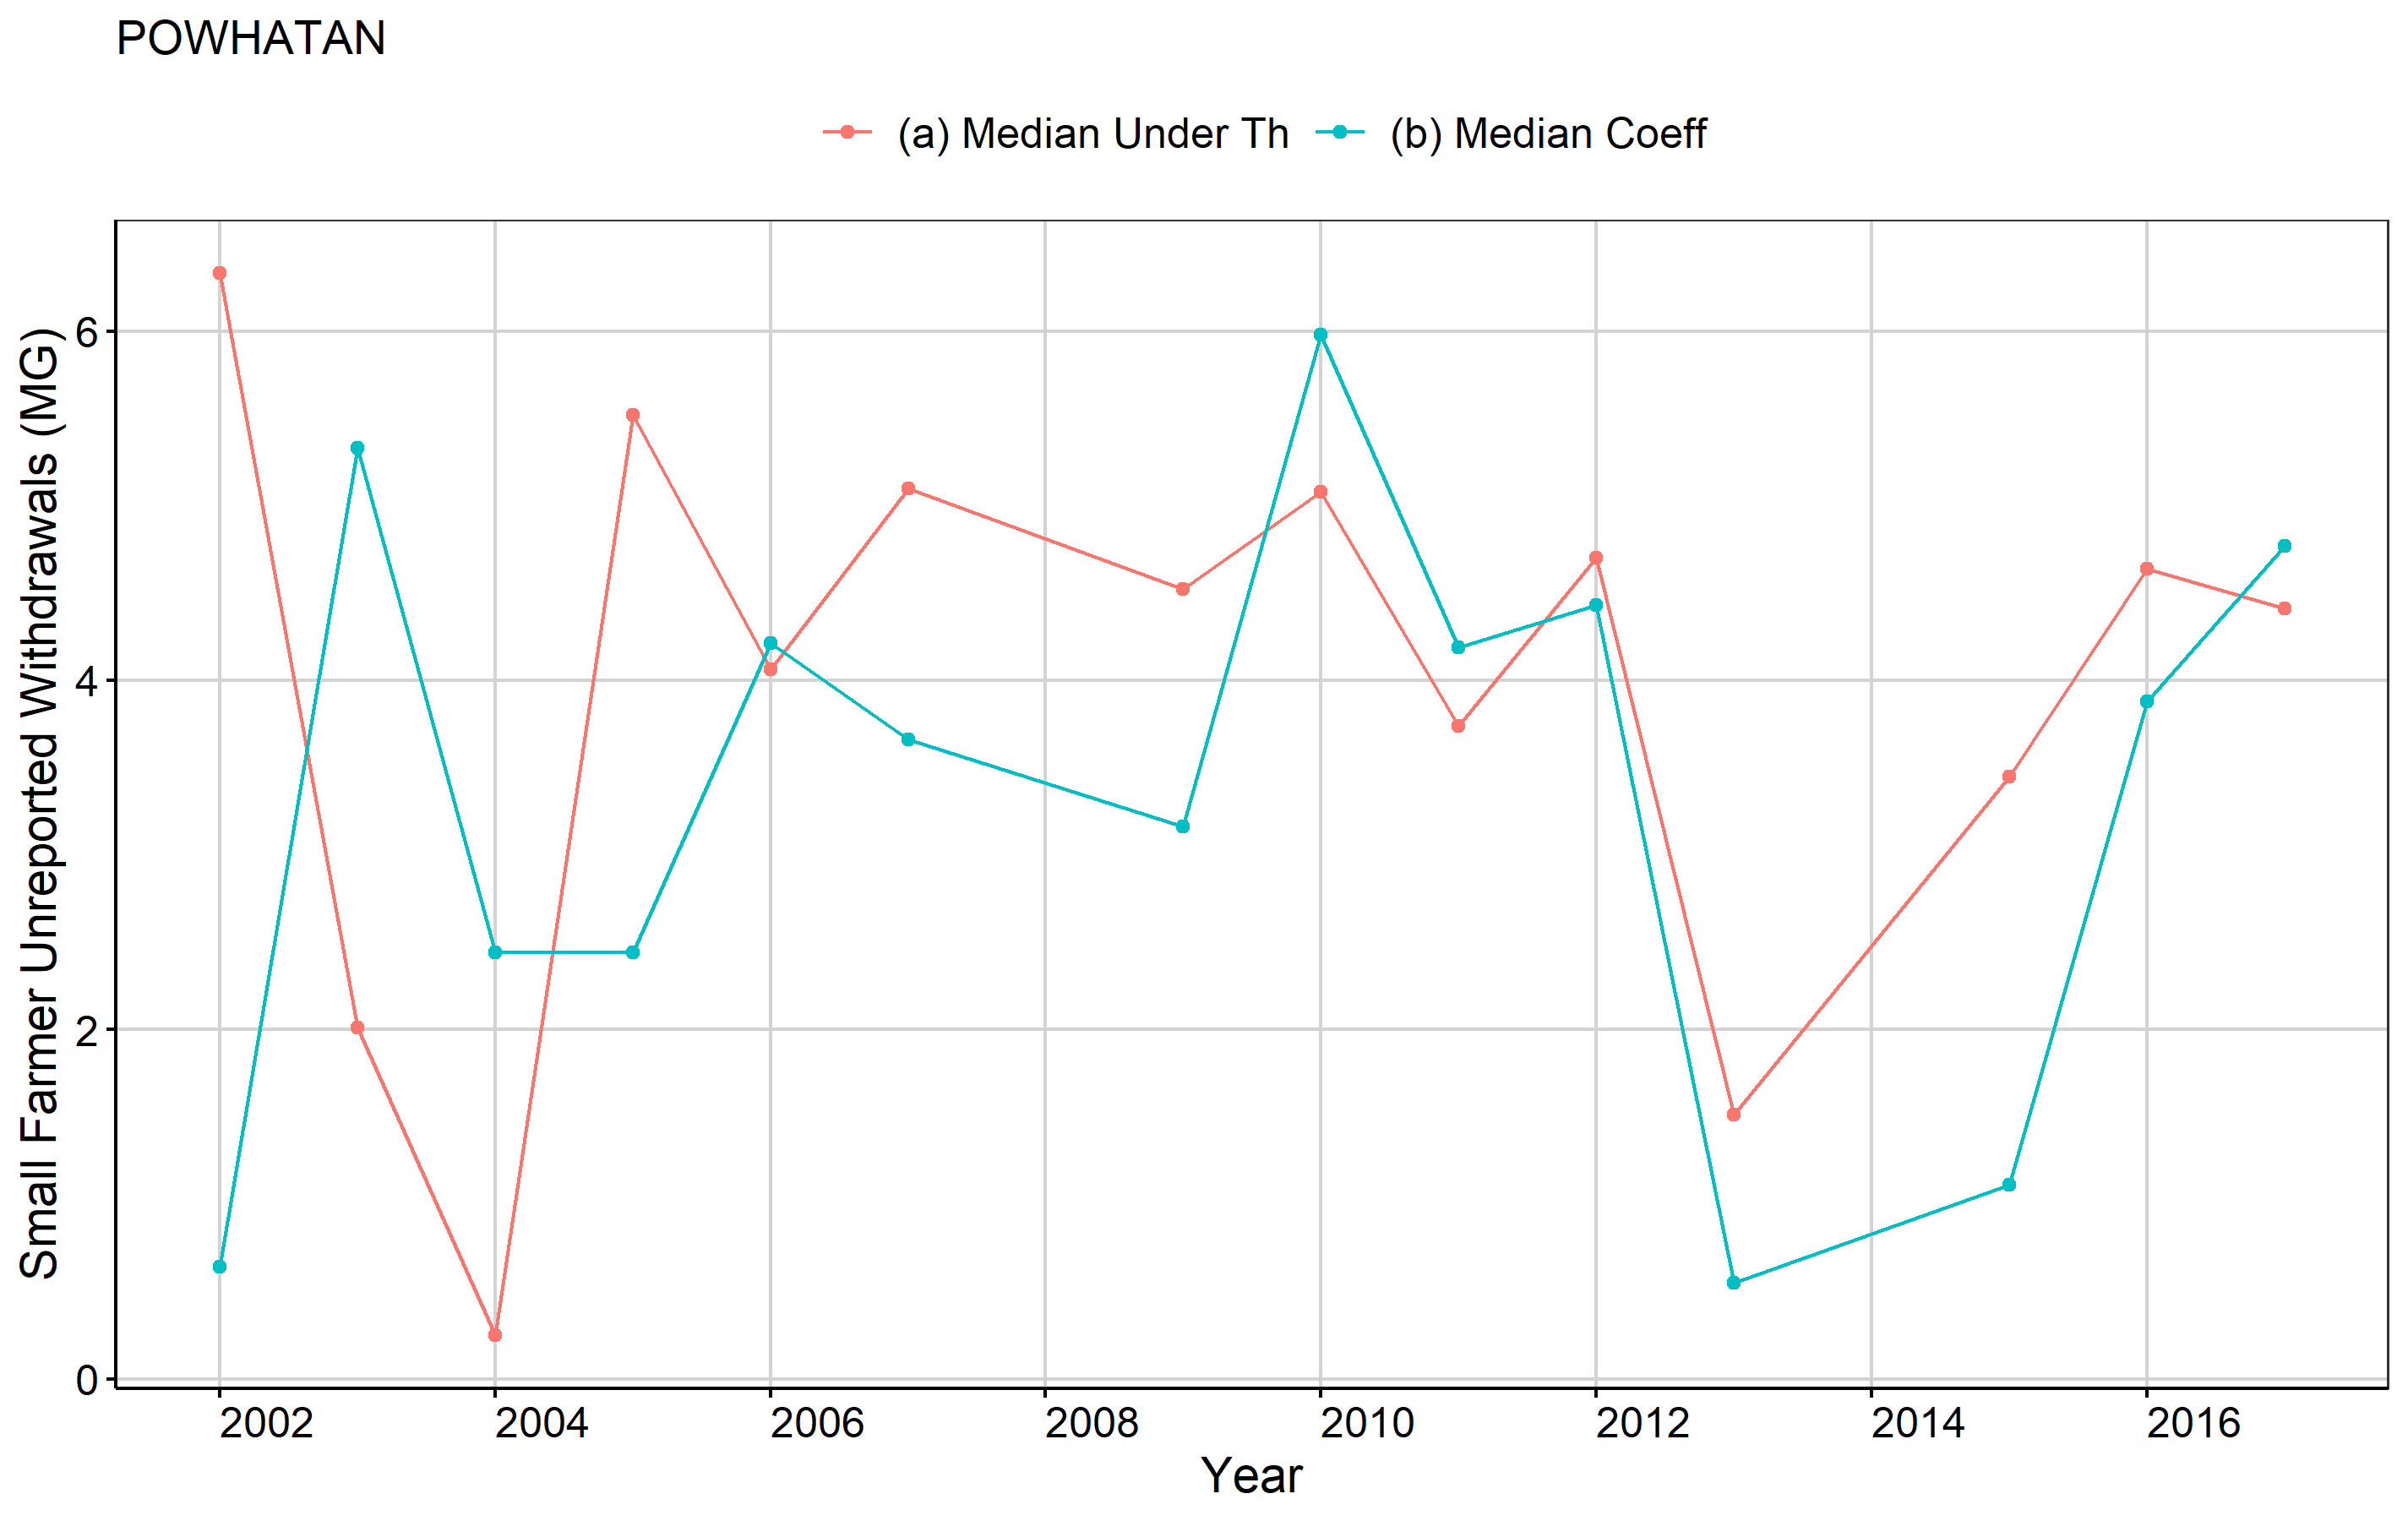 POWHATAN
(a) Median Under Th (b) Median Coeff
Small Farmer Unreported Withdrawals (MG)
6
4
2
0
2002 2004 2006 2008 2010 2012 2014 2016
Year